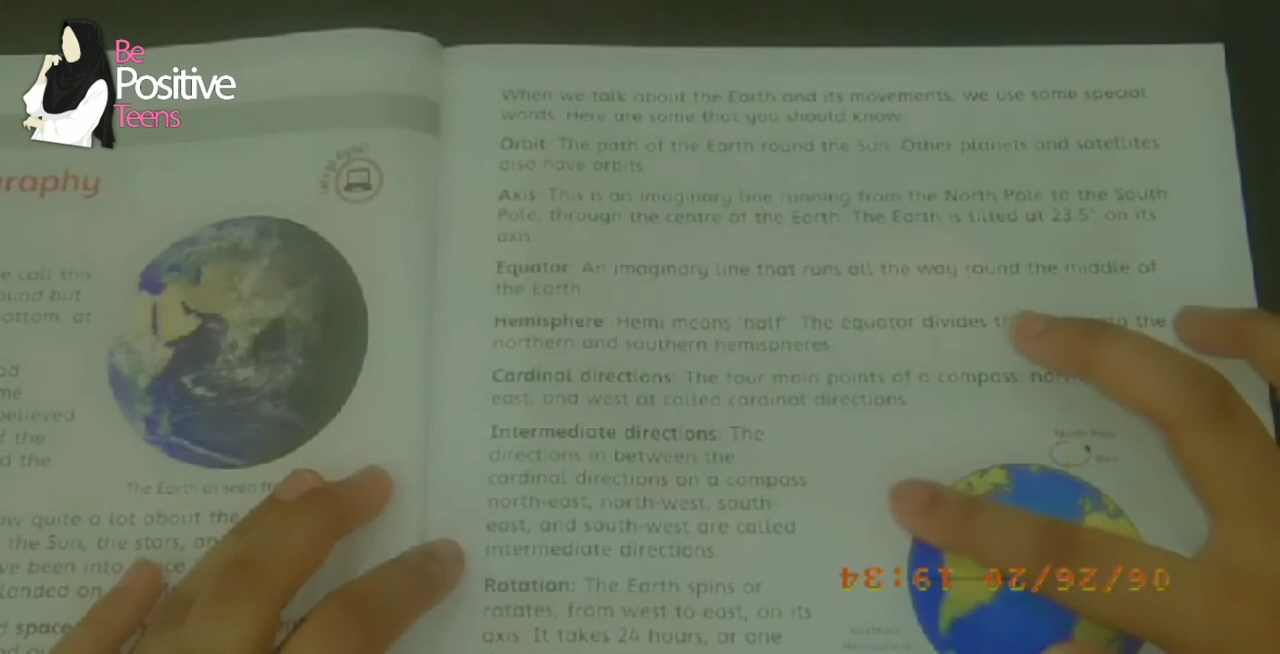 Be
Positive
Teens
raphy
e call this
ound but
ottom, at
ad
me
believed
f the
d the
The Earth as seen fr
ow quite a lot about the
the Sun, the stars, an
ve been into
landed on
d space
When we talk about the Earth and its movements, we use some special
words. Here are some that you should know.
Orbit: The path of the Earth round the Sun. Other planets and satellites
also have orbits.
Axis: This is an imaginary line running from the North Pole to the South
Pole, through the centre of the Earth. The Earth is tilted at 23.5° on its
axis.
Equator: An imaginary line that runs all the way round the middle of
the Earth.
Hemisphere: Hemi means 'half'. The equator divides the
northern and southern hemispheres.
Cardinal directions: The four main points of a compass, nor
east, and west at called cardinal directions.
Intermediate directions: The
directions in between the
cardinal directions on a compass
north-east, north-west, south-
east, and south-west are called
intermediate directions.
Rotation: The Earth spins or
rotates, from west to east, on its
axis. It takes 24 hours, or one
North Pole
Northern
Hemisphere
06/26/20 19:34